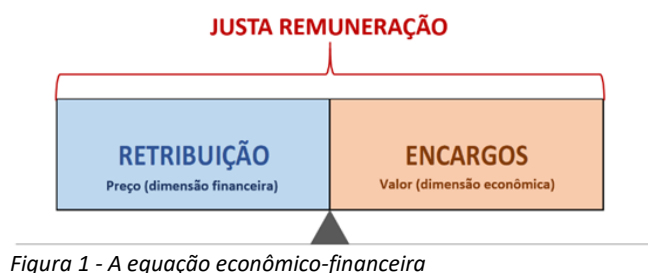 JUSTA REMUNERAÇÃO
RETRIBUIÇÃO
Preço (dimensão financeira)
ENCARGOS
Valor (dimensão econômica)
Figura 1 - A equação econômico-financeira